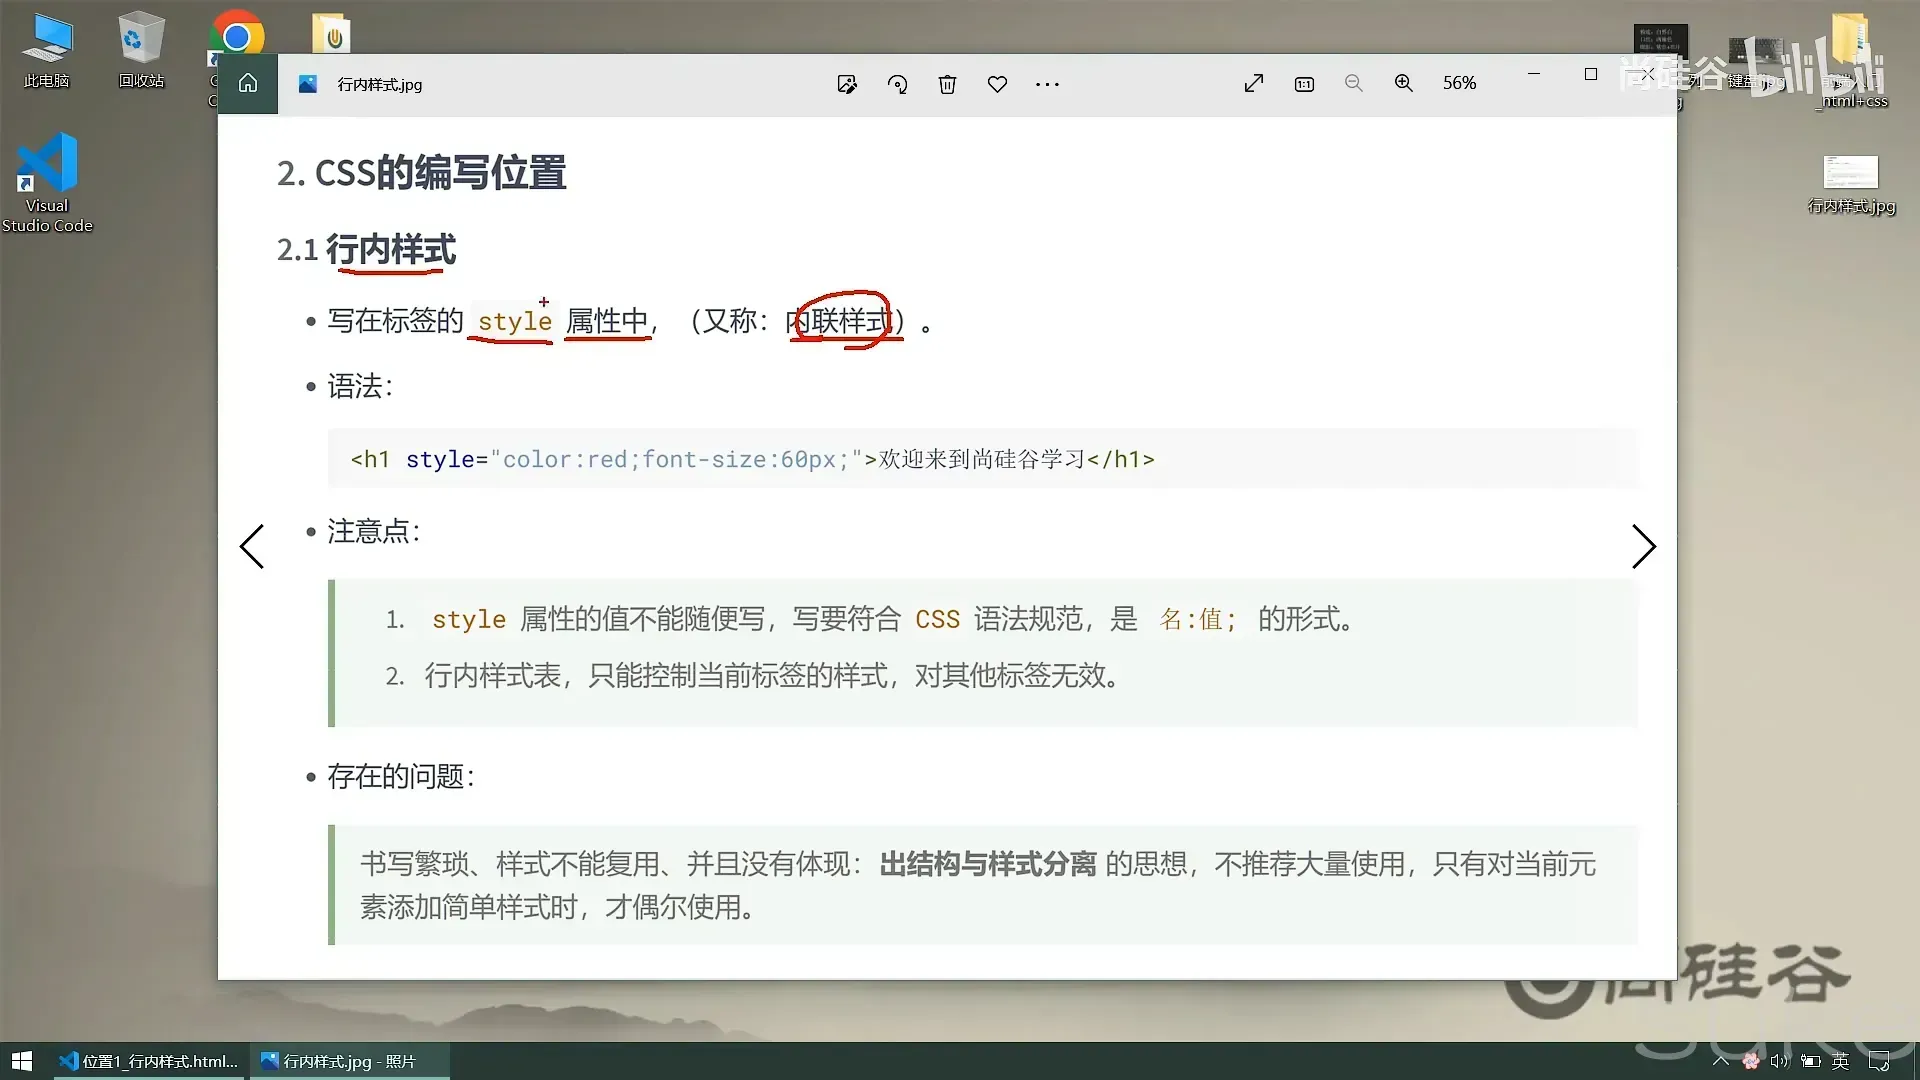 此电脑
回收站
Visual
Studio Code
行内样式.jpg
56%
尚硅谷
bilibili
键盘.jpg
_html+css
行内样式.jpg
2. CSS的编写位置
2.1 行内样式
• 写在标签的 style 属性中，（又称：内联样式）。
• 语法：
<h1 style="color:red;font-size:60px;">欢迎来到尚硅谷学习</h1>
• 注意点：
1. style 属性的值不能随便写，写要符合 CSS 语法规范，是 名:值; 的形式。
2. 行内样式表，只能控制当前标签的样式，对其他标签无效。
• 存在的问题：
书写繁琐、样式不能复用、并且没有体现：出结构与样式分离 的思想，不推荐大量使用，只有对当前元
素添加简单样式时，才偶尔使用。
尚硅谷
位置1_行内样式.html...
行内样式.jpg - 照片
英